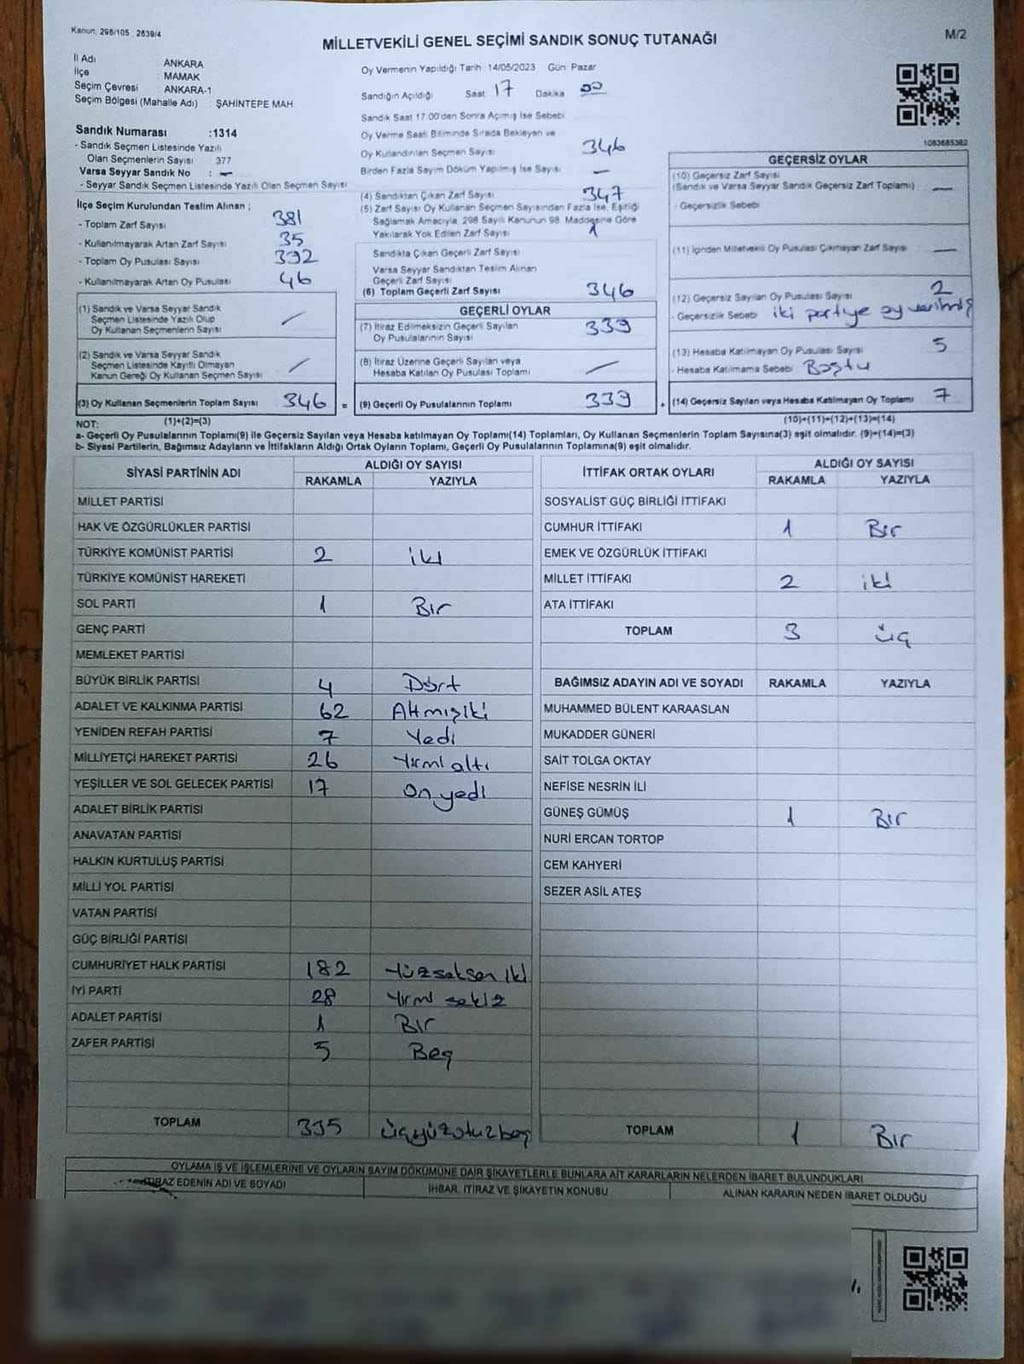 Kanun: 298/105 , 2839/4
M/2
MİLLETVEKİLİ GENEL SEÇİMİ SANDIK SONUÇ TUTANAĞI
İl Adı ANKARA
İlçe MAMAK
Seçim Çevresi ANKARA-1
Seçim Bölgesi (Mahalle Adı) ŞAHİNTEPE MAH
Oy Vermenin Yapıldığı Tarih :14/05/2023 Gün: Pazar
Sandığın Açıldığı Saat 17 Dakika 00
Sandık Saat 17:00'den Sonra Açımış İse Sebebi
Sandık Numarası :1314
- Sandık Seçmen Listesinde Yazılı
Olan Seçmenlerin Sayısı 377
Varsa Seyyar Sandık No : -
- Seyyar Sandık Seçmen Listesinde Yazılı Olan Seçmen Sayısı
Oy Verme Saati Bitiminde Sırada Bekleyen ve
Oy Kullandırılan Seçmen Sayısı 346
Birden Fazla Sayım Döküm Yapılmış İse Sayısı —
(4) Sandıktan Çıkan Zarf Sayısı 347
(5) Zarf Sayısı Oy Kullanan Seçmen Sayısından Fazla İse, Eşitliği
Sağlamak Amacıyla, 298 Sayılı Kanunun 98. Maddesine Göre
Yakılarak Yok Edilen Zarf Sayısı 1
İlçe Seçim Kurulundan Teslim Alınan ;
- Toplam Zarf Sayısı 381
- Kullanılmayarak Artan Zarf Sayısı 35
- Toplam Oy Pusulası Sayısı 392
- Kullanılmayarak Artan Oy Pusulası 46
Sandıkta Çıkan Geçerli Zarf Sayısı
Varsa Seyyar Sandıktan Teslim Alınan
Geçerli Zarf Sayısı
(6) Toplam Geçerli Zarf Sayısı 346
1083685382
GEÇERSİZ OYLAR
(10) Geçersiz Zarf Sayısı
(Sandık ve Varsa Seyyar Sandık Geçersiz Zarf Toplamı) —
- Geçersizlik Sebebi
(11) İçinden Milletvekili Oy Pusulası Çıkmayan Zarf Sayısı —
(12) Geçersiz Sayılan Oy Pusulası Sayısı 2
- Geçersizlik Sebebi iki partiye oy verilmiş
(13) Hesaba Katılmayan Oy Pusulası Sayısı 5
- Hesaba Katılmama Sebebi Boştu
(14) Geçersiz Sayılan veya Hesaba Katılmayan Oy Toplamı 7
(1) Sandık ve Varsa Seyyar Sandık
Seçmen Listesinde Yazılı Olup
Oy Kullanan Seçmenlerin Sayısı /
(2) Sandık ve Varsa Seyyar Sandık
Seçmen Listesinde Kayıtlı Olmayan
Kanun Gereği Oy Kullanan Seçmen Sayısı /
(3) Oy Kullanan Seçmenlerin Toplam Sayısı 346 =
GEÇERLİ OYLAR
(7) İtiraz Edilmeksizin Geçerli Sayılan
Oy Pusulalarının Sayısı 339
(8) İtiraz Üzerine Geçerli Sayılan veya
Hesaba Katılan Oy Pusulası Toplamı /
(9) Geçerli Oy Pusulalarının Toplamı 339 +
NOT: (1)+(2)=(3) (10)+(11)+(12)+(13)=(14)
a- Geçerli Oy Pusulalarının Toplamı(9) ile Geçersiz Sayılan veya Hesaba katılmayan Oy Toplamı(14) Toplamları, Oy Kullanan Seçmenlerin Toplam Sayısına(3) eşit olmalıdır. (9)+(14)=(3)
b- Siyasi Partilerin, Bağımsız Adayların ve İttifakların Aldığı Ortak Oyların Toplamı, Geçerli Oy Pusulalarının Toplamına(9) eşit olmalıdır.
SİYASİ PARTİNİN ADI ALDIĞI OY SAYISI
RAKAMLA YAZIYLA
MİLLET PARTİSİ
HAK VE ÖZGÜRLÜKLER PARTİSİ
TÜRKİYE KOMÜNİST PARTİSİ 2 iki
TÜRKİYE KOMÜNİST HAREKETİ
SOL PARTİ 1 Bir
GENÇ PARTİ
MEMLEKET PARTİSİ
BÜYÜK BİRLİK PARTİSİ 4 Dört
ADALET VE KALKINMA PARTİSİ 62 Altmışiki
YENİDEN REFAH PARTİSİ 7 Yedi
MİLLİYETÇİ HAREKET PARTİSİ 26 Yirmialtı
YEŞİLLER VE SOL GELECEK PARTİSİ 17 On yedi
ADALET BİRLİK PARTİSİ
ANAVATAN PARTİSİ
HALKIN KURTULUŞ PARTİSİ
MİLLİ YOL PARTİSİ
VATAN PARTİSİ
GÜÇ BİRLİĞİ PARTİSİ
CUMHURİYET HALK PARTİSİ 182 Yüzseksen iki
İYİ PARTİ 28 Yirmi sekiz
ADALET PARTİSİ 1 Bir
ZAFER PARTİSİ 5 Beş
TOPLAM 335 üçyüzotuzbeş
İTTİFAK ORTAK OYLARI ALDIĞI OY SAYISI
RAKAMLA YAZIYLA
SOSYALİST GÜÇ BİRLİĞİ İTTİFAKI
CUMHUR İTTİFAKI 1 Bir
EMEK VE ÖZGÜRLÜK İTTİFAKI
MİLLET İTTİFAKI 2 iki
ATA İTTİFAKI
TOPLAM 3 üç
BAĞIMSIZ ADAYIN ADI VE SOYADI RAKAMLA YAZIYLA
MUHAMMED BÜLENT KARAASLAN
MUKADDER GÜNERİ
SAİT TOLGA OKTAY
NEFİSE NESRİN İLİ
GÜNEŞ GÜMÜŞ 1 Bir
NURİ ERCAN TORTOP
CEM KAHYERİ
SEZER ASİL ATEŞ
TOPLAM 1 Bir
OYLAMA İŞ VE İŞLEMLERİNE VE OYLARIN SAYIM DÖKÜMÜNE DAİR ŞİKAYETLERLE BUNLARA AİT KARARLARIN NELERDEN İBARET BULUNDUKLARI
İTİRAZ EDENİN ADI VE SOYADI İHBAR, İTİRAZ VE ŞİKAYETİN KONUSU ALINAN KARARIN NEDEN İBARET OLDUĞU